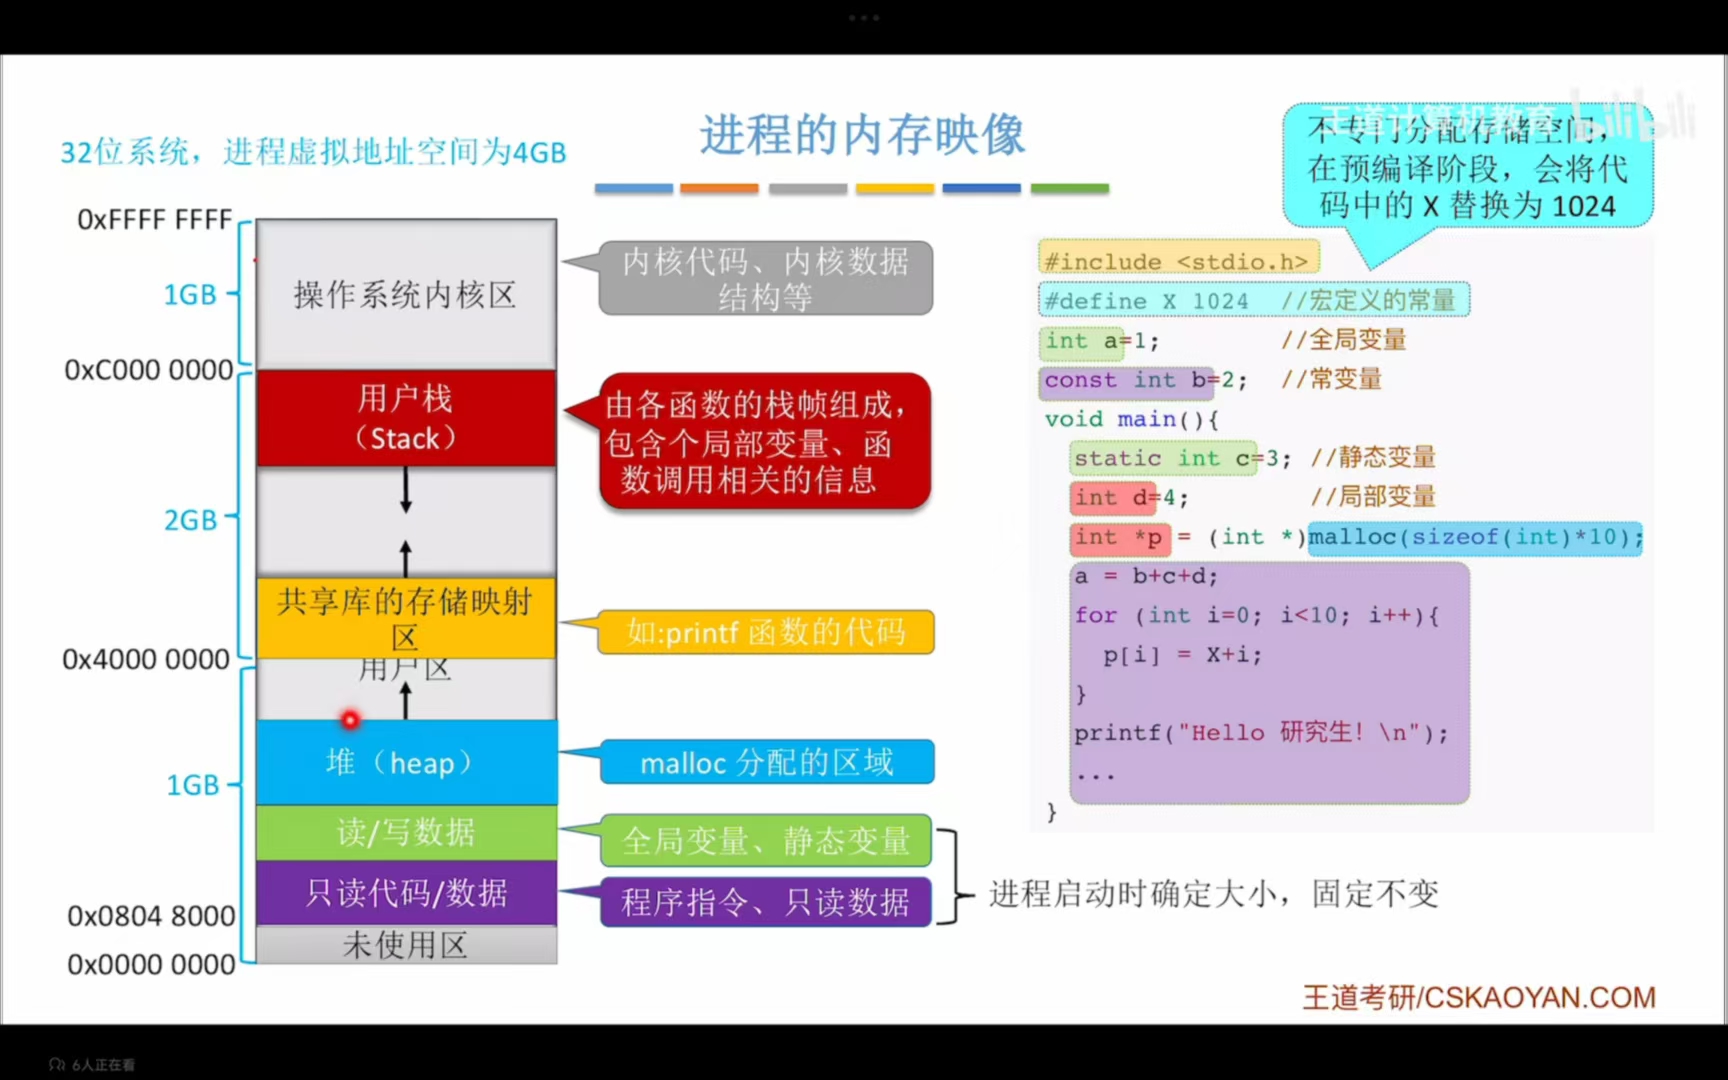 进程的内存映像
32位系统，进程虚拟地址空间为4GB
王道计算机教育
不专门分配存储空间，
在预编译阶段，会将代
码中的 X 替换为 1024
0xFFFF FFFF
1GB
操作系统内核区
内核代码、内核数据
结构等
0xC000 0000
用户栈
（Stack）
由各函数的栈帧组成，
包含个局部变量、函
数调用相关的信息
2GB
共享库的存储映射
区
如:printf 函数的代码
0x4000 0000
用户区
堆（heap）
malloc 分配的区域
1GB
读/写数据
全局变量、静态变量
只读代码/数据
程序指令、只读数据
进程启动时确定大小，固定不变
0x0804 8000
未使用区
0x0000 0000
#include <stdio.h>
#define X 1024 //宏定义的常量
int a=1; //全局变量
const int b=2; //常变量
void main(){
static int c=3; //静态变量
int d=4; //局部变量
int *p = (int *)malloc(sizeof(int)*10);
a = b+c+d;
for (int i=0; i<10; i++){
p[i] = X+i;
}
printf("Hello 研究生！\n");
...
}
王道考研/CSKAOYAN.COM
6人正在看